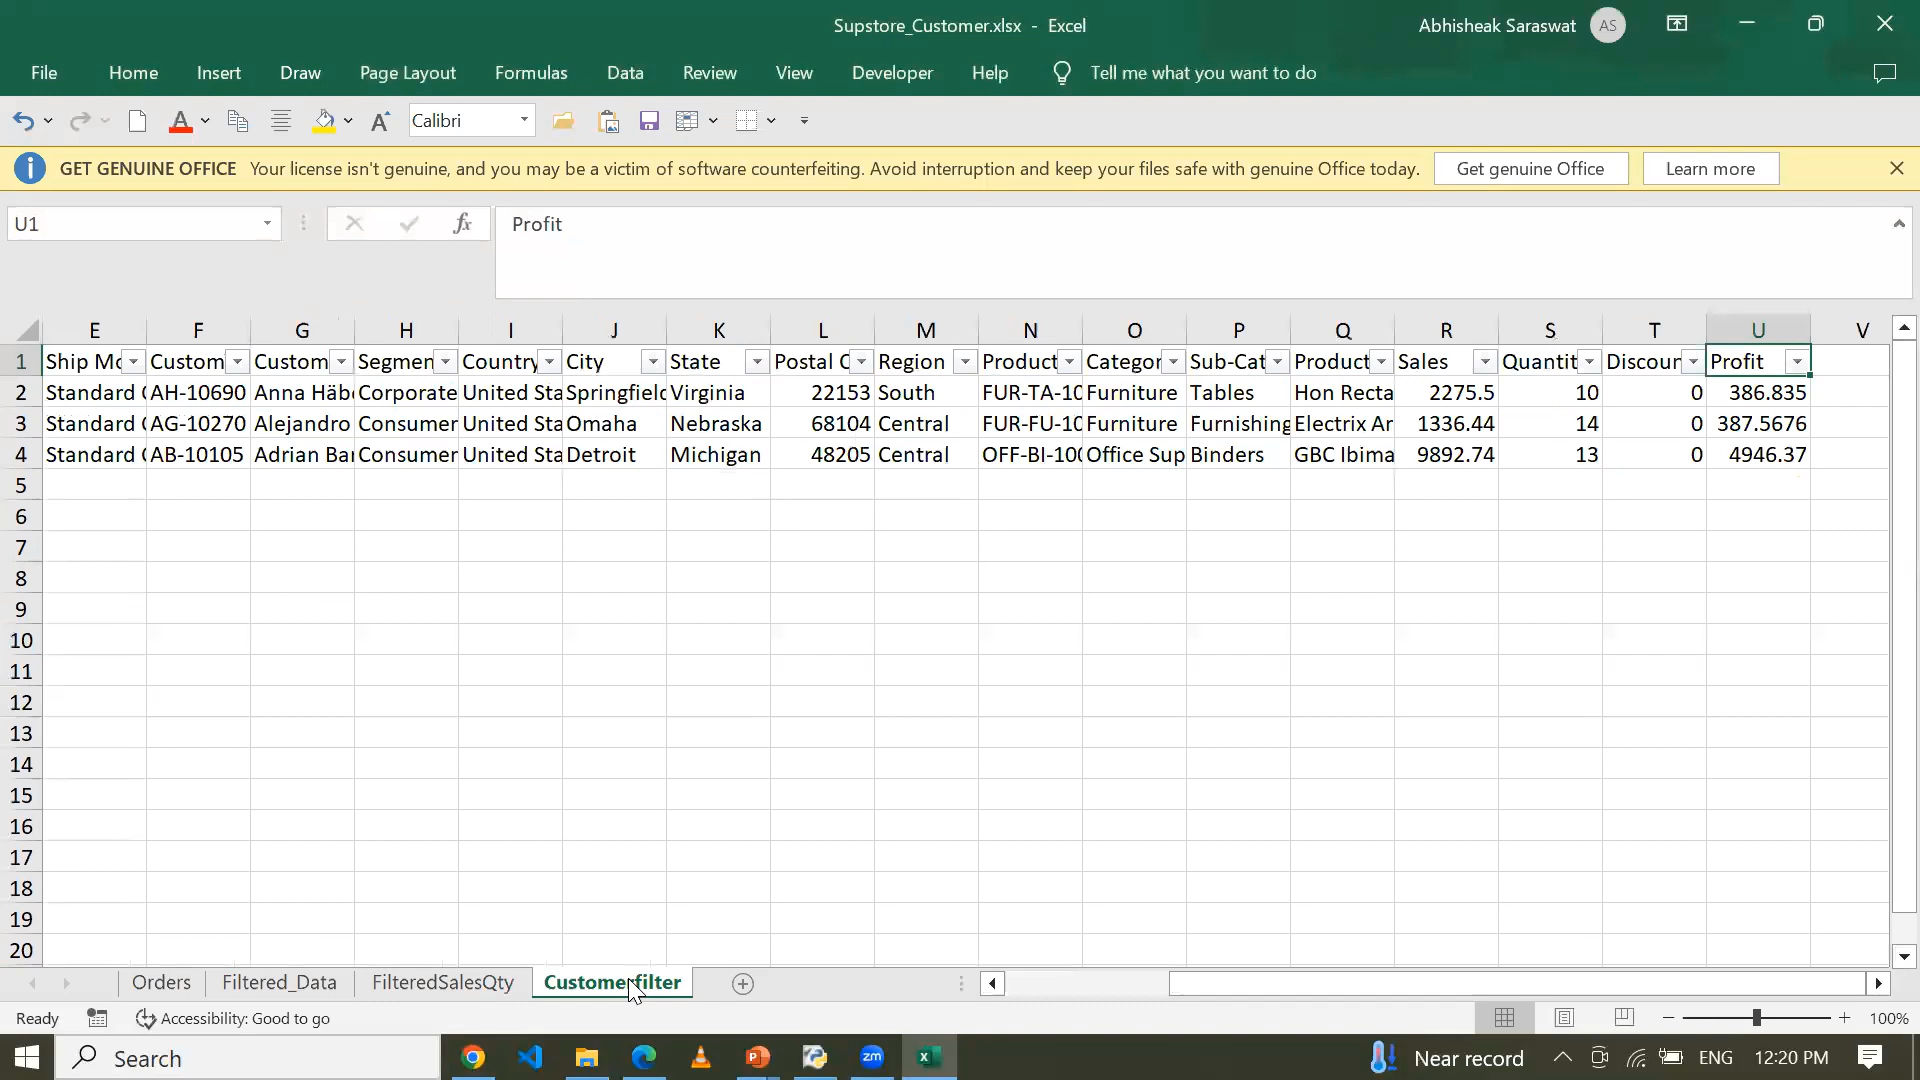 Supstore_Customer.xlsx - Excel
Abhisheak Saraswat AS
File Home Insert Draw Page Layout Formulas Data Review View Developer Help Tell me what you want to do
Calibri
GET GENUINE OFFICE Your license isn't genuine, and you may be a victim of software counterfeiting. Avoid interruption and keep your files safe with genuine Office today. Get genuine Office Learn more
U1 fx Profit
E F G H I J K L M N O P Q R S T U V
1 Ship Mo Custom Custom Segmen Country City State Postal C Region Product Categor Sub-Cat Product Sales Quantit Discour Profit
2 Standard AH-10690 Anna Häb Corporate United Sta Springfield Virginia 22153 South FUR-TA-10 Furniture Tables Hon Recta 2275.5 10 0 386.835
3 Standard AG-10270 Alejandro Consumer United Sta Omaha Nebraska 68104 Central FUR-FU-10 Furniture Furnishing Electrix Ar 1336.44 14 0 387.5676
4 Standard AB-10105 Adrian Bar Consumer United Sta Detroit Michigan 48205 Central OFF-BI-100 Office Sup Binders GBC Ibima 9892.74 13 0 4946.37
5
6
7
8
9
10
11
12
13
14
15
16
17
18
19
20
Orders Filtered_Data FilteredSalesQty Customerfilter
Ready Accessibility: Good to go 100%
Search zm Near record ENG 12:20 PM